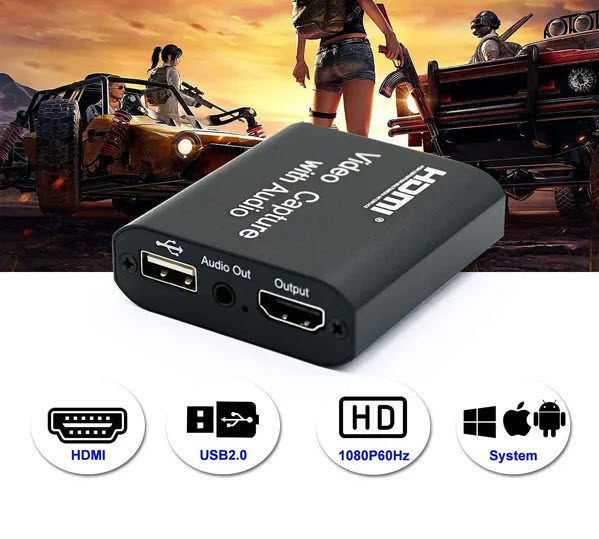 HDMI®
Video Capture
with Audio
Audio Out
Output
HDMI
USB2.0
HD
1080P60Hz
System